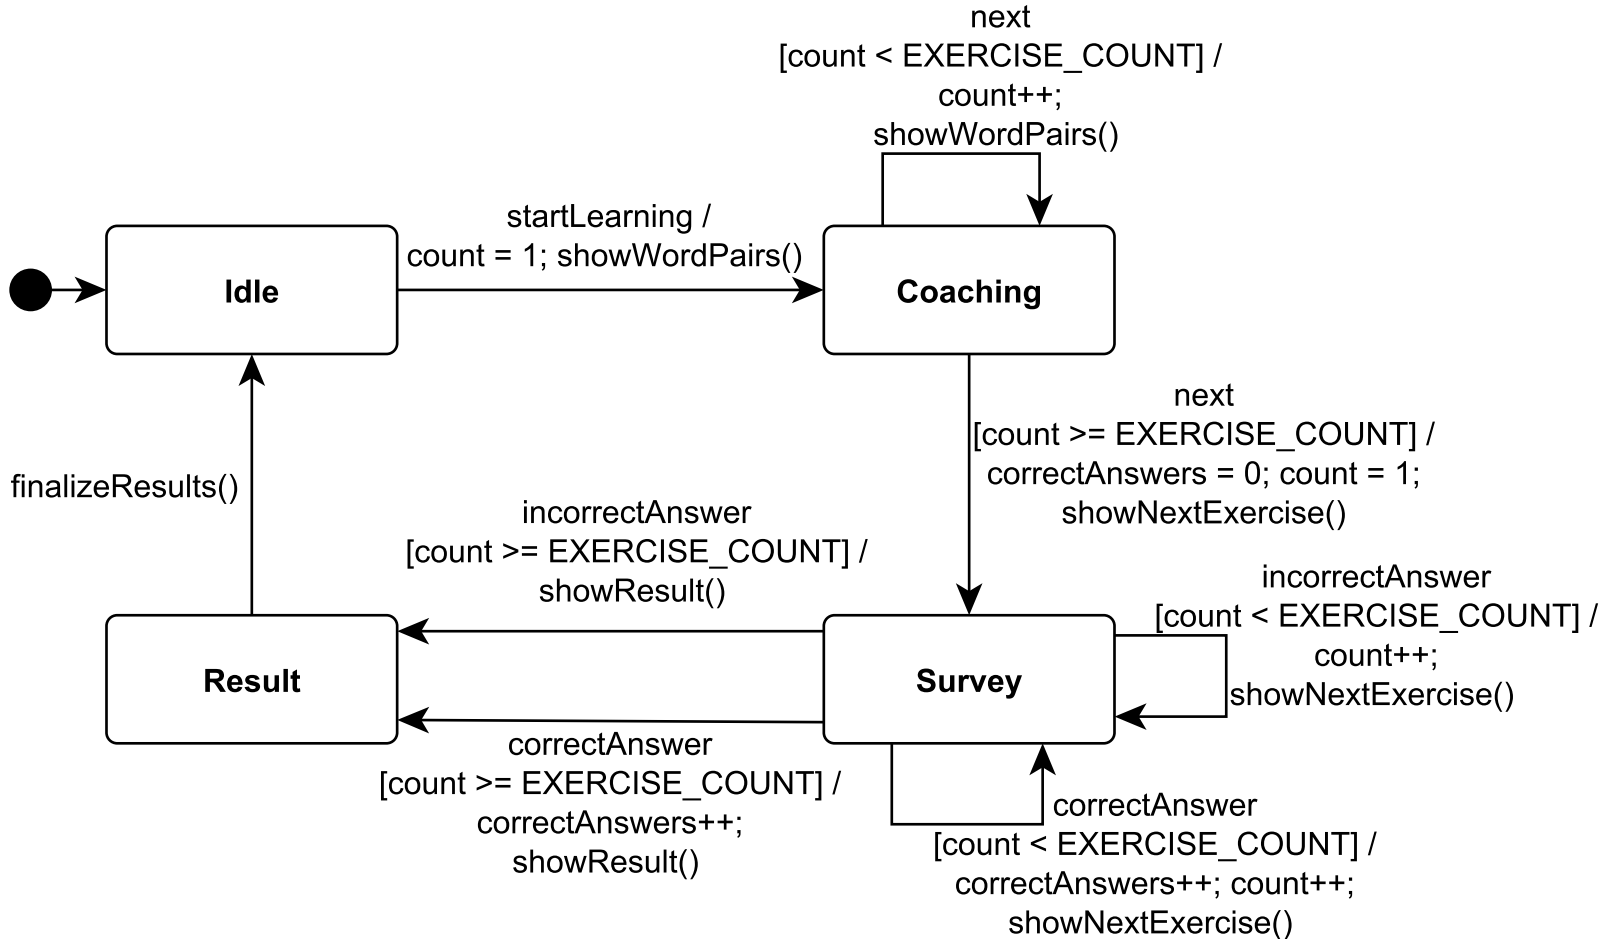 next
[count < EXERCISE_COUNT] /
count++;
showWordPairs()
startLearning /
count = 1; showWordPairs()
Idle
Coaching
next
[count >= EXERCISE_COUNT] /
correctAnswers = 0; count = 1;
showNextExercise()
finalizeResults()
incorrectAnswer
[count >= EXERCISE_COUNT] /
showResult()
incorrectAnswer
[count < EXERCISE_COUNT] /
count++;
showNextExercise()
Result
Survey
correctAnswer
[count >= EXERCISE_COUNT] /
correctAnswers++;
showResult()
correctAnswer
[count < EXERCISE_COUNT] /
correctAnswers++; count++;
showNextExercise()